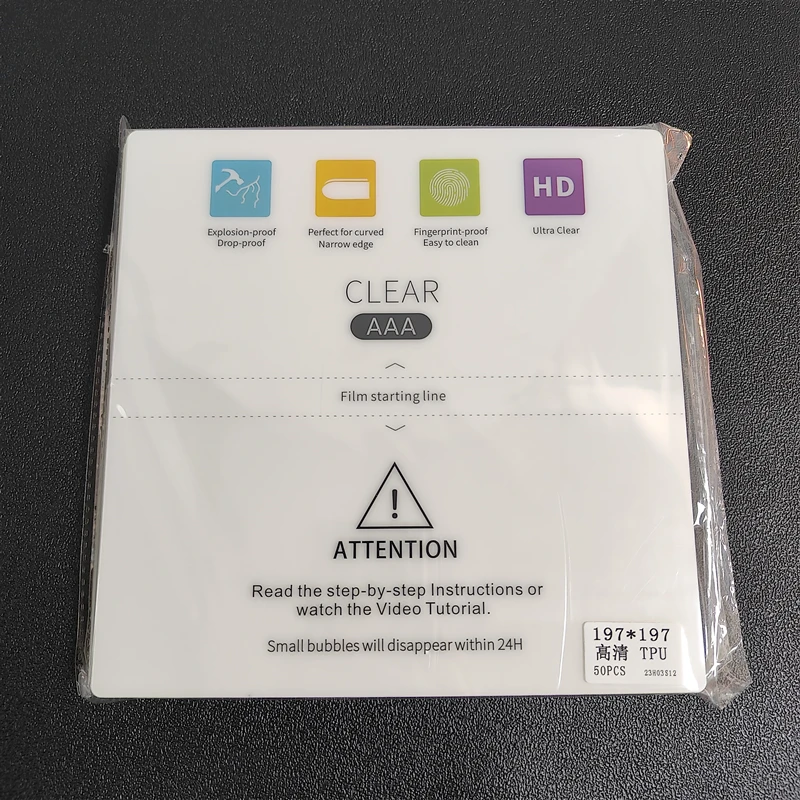 HD
Explosion-proof
Drop-proof
Perfect for curved
Narrow edge
Fingerprint-proof
Easy to clean
Ultra Clear
CLEAR
AAA
Film starting line
!
ATTENTION
Read the step-by-step Instructions or
watch the Video Tutorial.
Small bubbles will disappear within 24H
197*197
高清 TPU
50PCS 23H03S12